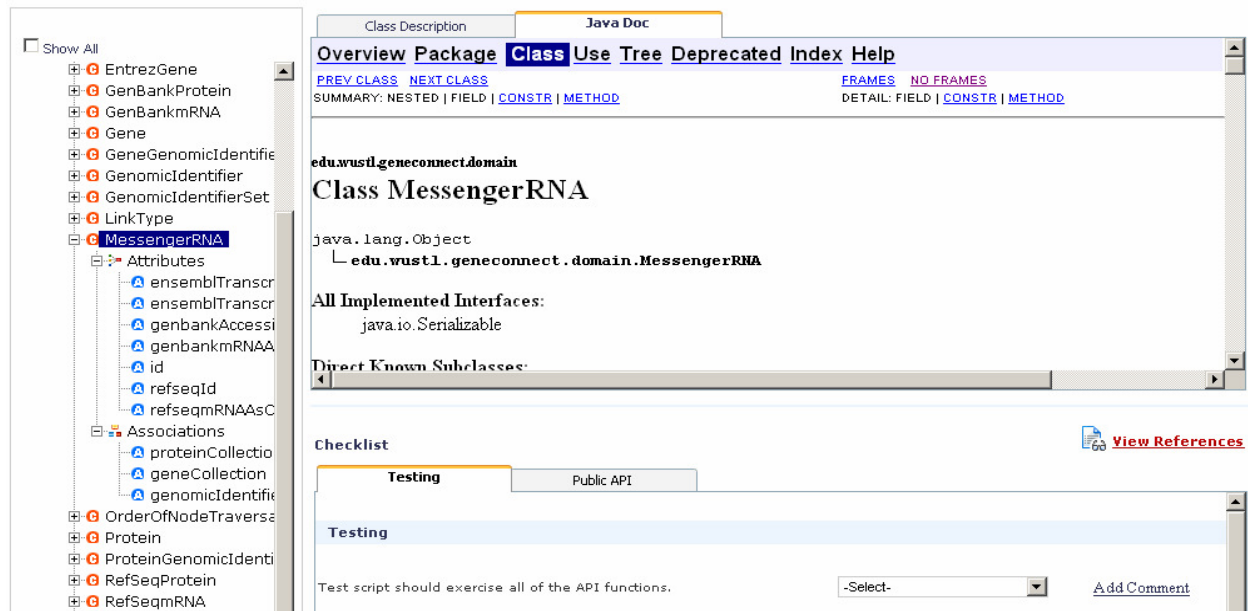 Show All
EntrezGene
GenBankProtein
GenBankmRNA
Gene
GeneGenomicIdentifie
GenomicIdentifier
GenomicIdentifierSet
LinkType
MessengerRNA
Attributes
ensemblTranscr
ensemblTranscr
genbankAccessi
genbankmRNAA
id
refseqId
refseqmRNAAsC
Associations
proteinCollectio
geneCollection
genomicIdentifie
OrderOfNodeTraversa
Protein
ProteinGenomicIdenti
RefSeqProtein
RefSeqmRNA
Class Description Java Doc
Overview Package Class Use Tree Deprecated Index Help
PREV CLASS NEXT CLASS FRAMES NO FRAMES
SUMMARY: NESTED | FIELD | CONSTR | METHOD DETAIL: FIELD | CONSTR | METHOD
edu.wustl.geneconnect.domain
Class MessengerRNA
java.lang.Object
edu.wustl.geneconnect.domain.MessengerRNA
All Implemented Interfaces:
java.io.Serializable
Direct Known Subclasses:
Checklist View References
Testing Public API
Testing
Test script should exercise all of the API functions. -Select- Add Comment